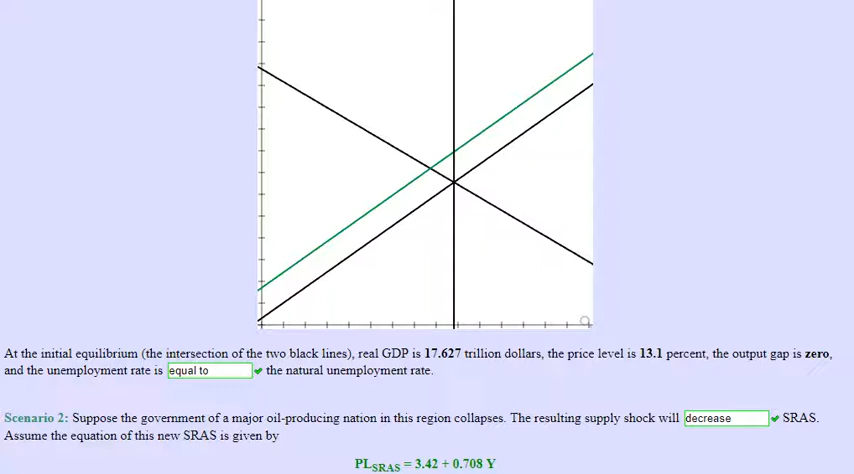 At the initial equilibrium (the intersection of the two black lines), real GDP is 17.627 trillion dollars, the price level is 13.1 percent, the output gap is zero,
and the unemployment rate is equal to the natural unemployment rate.
Scenario 2: Suppose the government of a major oil-producing nation in this region collapses. The resulting supply shock will decrease SRAS.
Assume the equation of this new SRAS is given by
PLSRAS = 3.42 + 0.708 Y